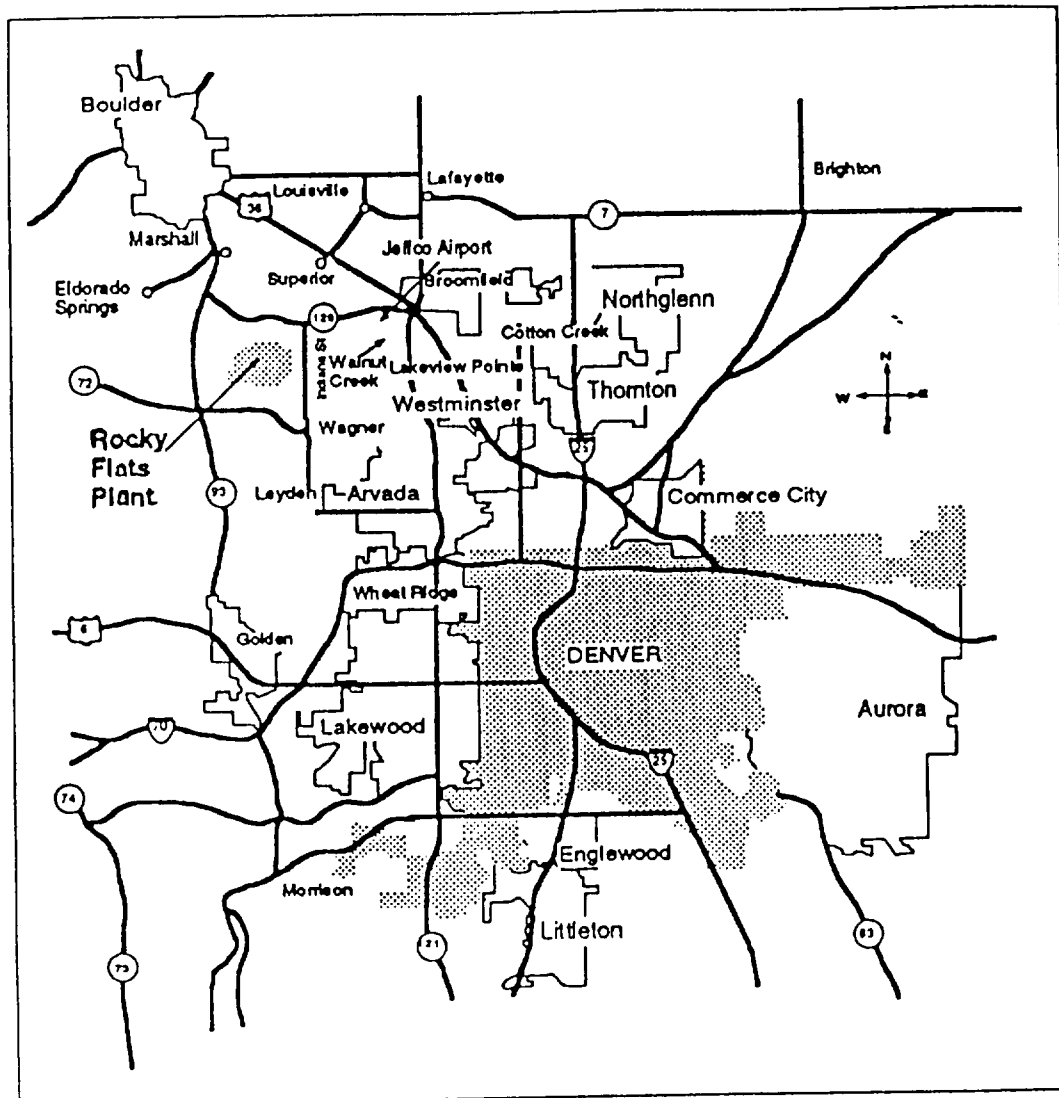 Boulder
Brighton
Lafayette
Louisville
36
7
Marshall
Jeffco Airport
Superior
Broomfield
Eldorado
Springs
Northglenn
128
Cotton Creek
Indiana St
Walnut
Creek
Lakeview Pointe
N
72
Thornton
W
E
S
Westminster
Wagner
Rocky
Flats
Plant
25
93
Leyden
Arvada
Commerce City
Wheat Ridge
6
Golden
DENVER
Aurora
70
Lakewood
25
74
Englewood
Morrison
Littleton
121
83
73